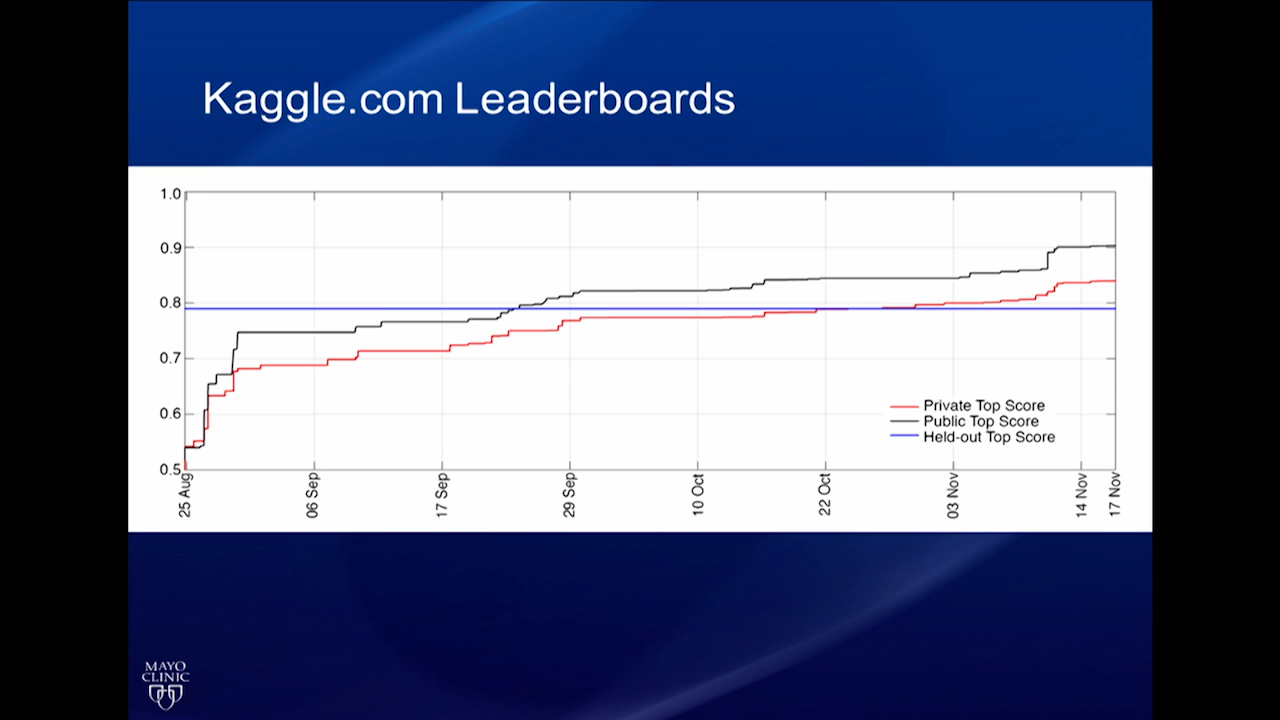 Kaggle.com Leaderboards
1.0
0.9
0.8
0.7
0.6
0.5
Private Top Score
Public Top Score
Held-out Top Score
25 Aug
06 Sep
17 Sep
29 Sep
10 Oct
22 Oct
03 Nov
14 Nov
17 Nov
MAYO
CLINIC